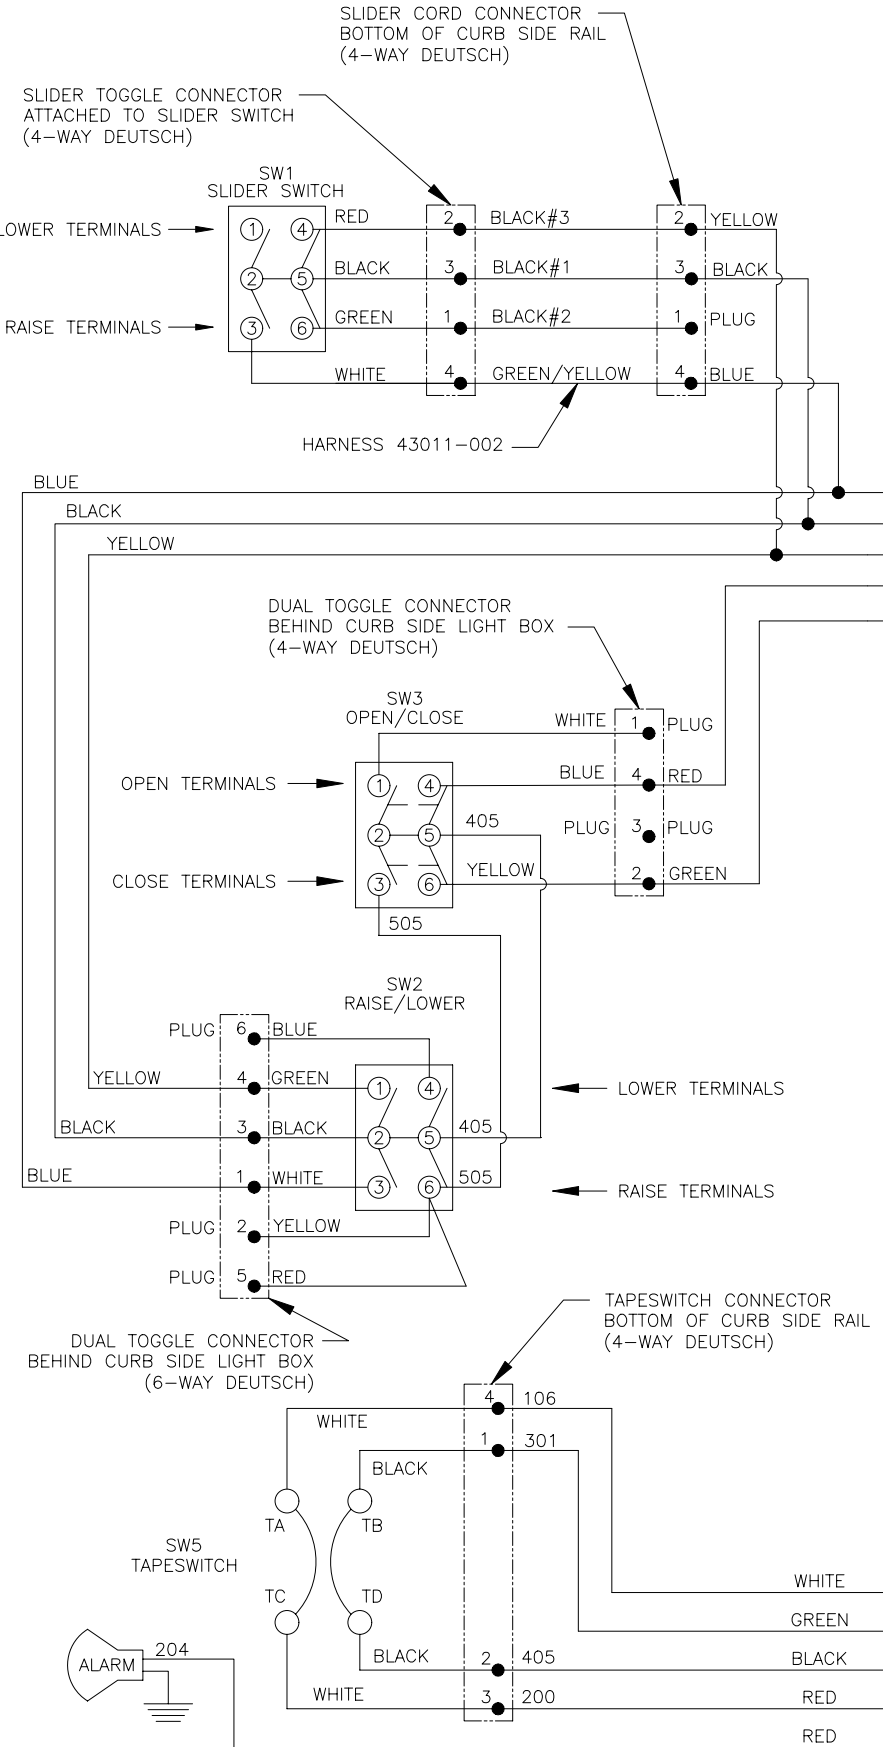 SLIDER CORD CONNECTOR
BOTTOM OF CURB SIDE RAIL
(4-WAY DEUTSCH)
SLIDER TOGGLE CONNECTOR
ATTACHED TO SLIDER SWITCH
(4-WAY DEUTSCH)
SW1
SLIDER SWITCH
LOWER TERMINALS
1 4 RED 2 BLACK#3 2 YELLOW
2 5 BLACK 3 BLACK#1 3 BLACK
RAISE TERMINALS
3 6 GREEN 1 BLACK#2 1 PLUG
WHITE 4 GREEN/YELLOW 4 BLUE
HARNESS 43011-002
BLUE
BLACK
YELLOW
DUAL TOGGLE CONNECTOR
BEHIND CURB SIDE LIGHT BOX
(4-WAY DEUTSCH)
SW3
OPEN/CLOSE
WHITE 1 PLUG
OPEN TERMINALS
1 4 BLUE 4 RED
2 5 405 PLUG 3 PLUG
CLOSE TERMINALS
3 6 YELLOW 2 GREEN
505
SW2
RAISE/LOWER
PLUG 6 BLUE
YELLOW 4 GREEN 1 4
LOWER TERMINALS
BLACK 3 BLACK 2 5 405
BLUE 1 WHITE 3 6 505
RAISE TERMINALS
PLUG 2 YELLOW
PLUG 5 RED
DUAL TOGGLE CONNECTOR
BEHIND CURB SIDE LIGHT BOX
(6-WAY DEUTSCH)
TAPESWITCH CONNECTOR
BOTTOM OF CURB SIDE RAIL
(4-WAY DEUTSCH)
WHITE 4 106
BLACK 1 301
TA TB
SW5
TAPESWITCH
TC TD
WHITE
GREEN
BLACK 2 405 BLACK
WHITE 3 200 RED
ALARM 204
RED